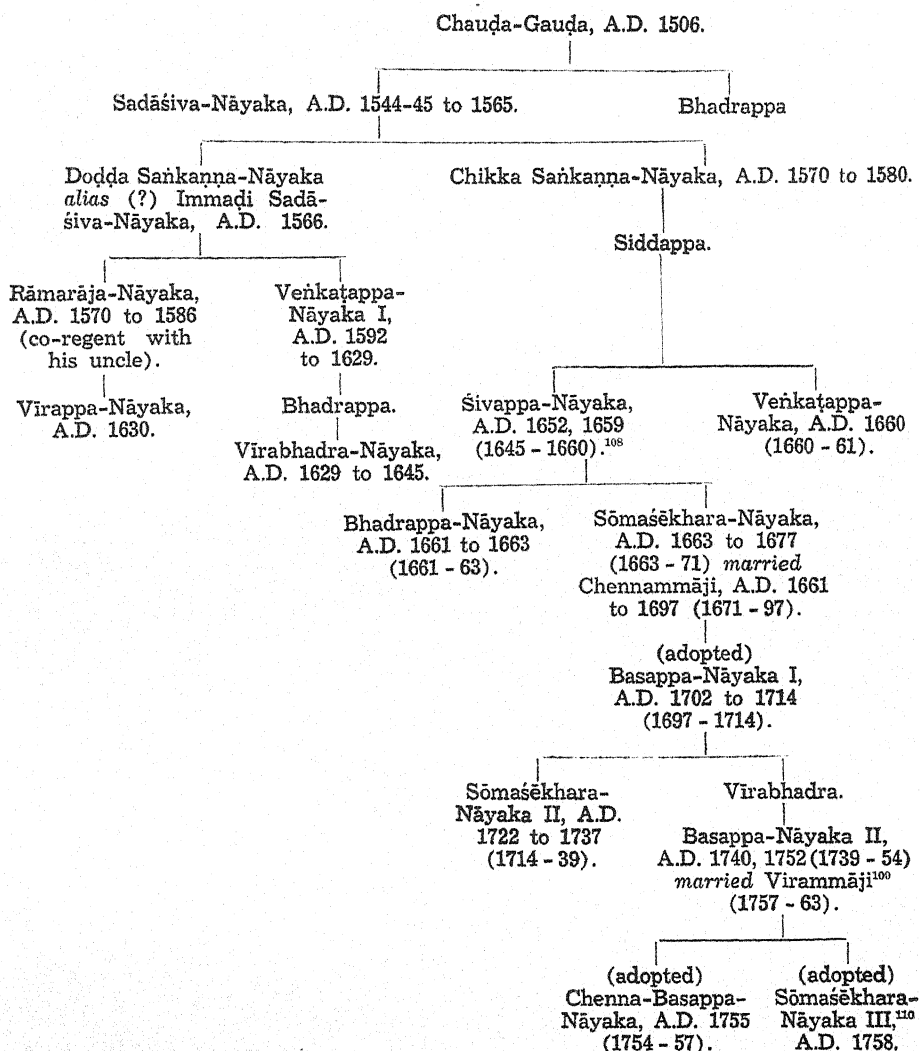 Chauḍa-Gauḍa, A.D. 1506.
Sadāśiva-Nāyaka, A.D. 1544-45 to 1565.
Bhadrappa
Doḍḍa Saṅkaṇṇa-Nāyaka
alias (?) Immaḍi Sadā-
śiva-Nāyaka, A.D. 1566.
Chikka Saṅkaṇṇa-Nāyaka, A.D. 1570 to 1580.
Siddappa.
Rāmarāja-Nāyaka,
A.D. 1570 to 1586
(co-regent with
his uncle).
Veṅkaṭappa-
Nāyaka I,
A.D. 1592
to 1629.
Vīrappa-Nāyaka,
A.D. 1630.
Bhadrappa.
Vīrabhadra-Nāyaka,
A.D. 1629 to 1645.
Śivappa-Nāyaka,
A.D. 1652, 1659
(1645 - 1660).¹⁰⁸
Veṅkaṭappa-
Nāyaka, A.D. 1660
(1660 - 61).
Bhadrappa-Nāyaka,
A.D. 1661 to 1663
(1661 - 63).
Sōmaśēkhara-Nāyaka,
A.D. 1663 to 1677
(1663 - 71) married
Chennammāji, A.D. 1661
to 1697 (1671 - 97).
(adopted)
Basappa-Nāyaka I,
A.D. 1702 to 1714
(1697 - 1714).
Sōmaśēkhara-
Nāyaka II, A.D.
1722 to 1737
(1714 - 39).
Vīrabhadra.
Basappa-Nāyaka II,
A.D. 1740, 1752 (1739 - 54)
married Virammāji¹⁰⁹
(1757 - 63).
(adopted)
Chenna-Basappa-
Nāyaka, A.D. 1755
(1754 - 57).
(adopted)
Sōmaśēkhara-
Nāyaka III,¹¹⁰
A.D. 1758.